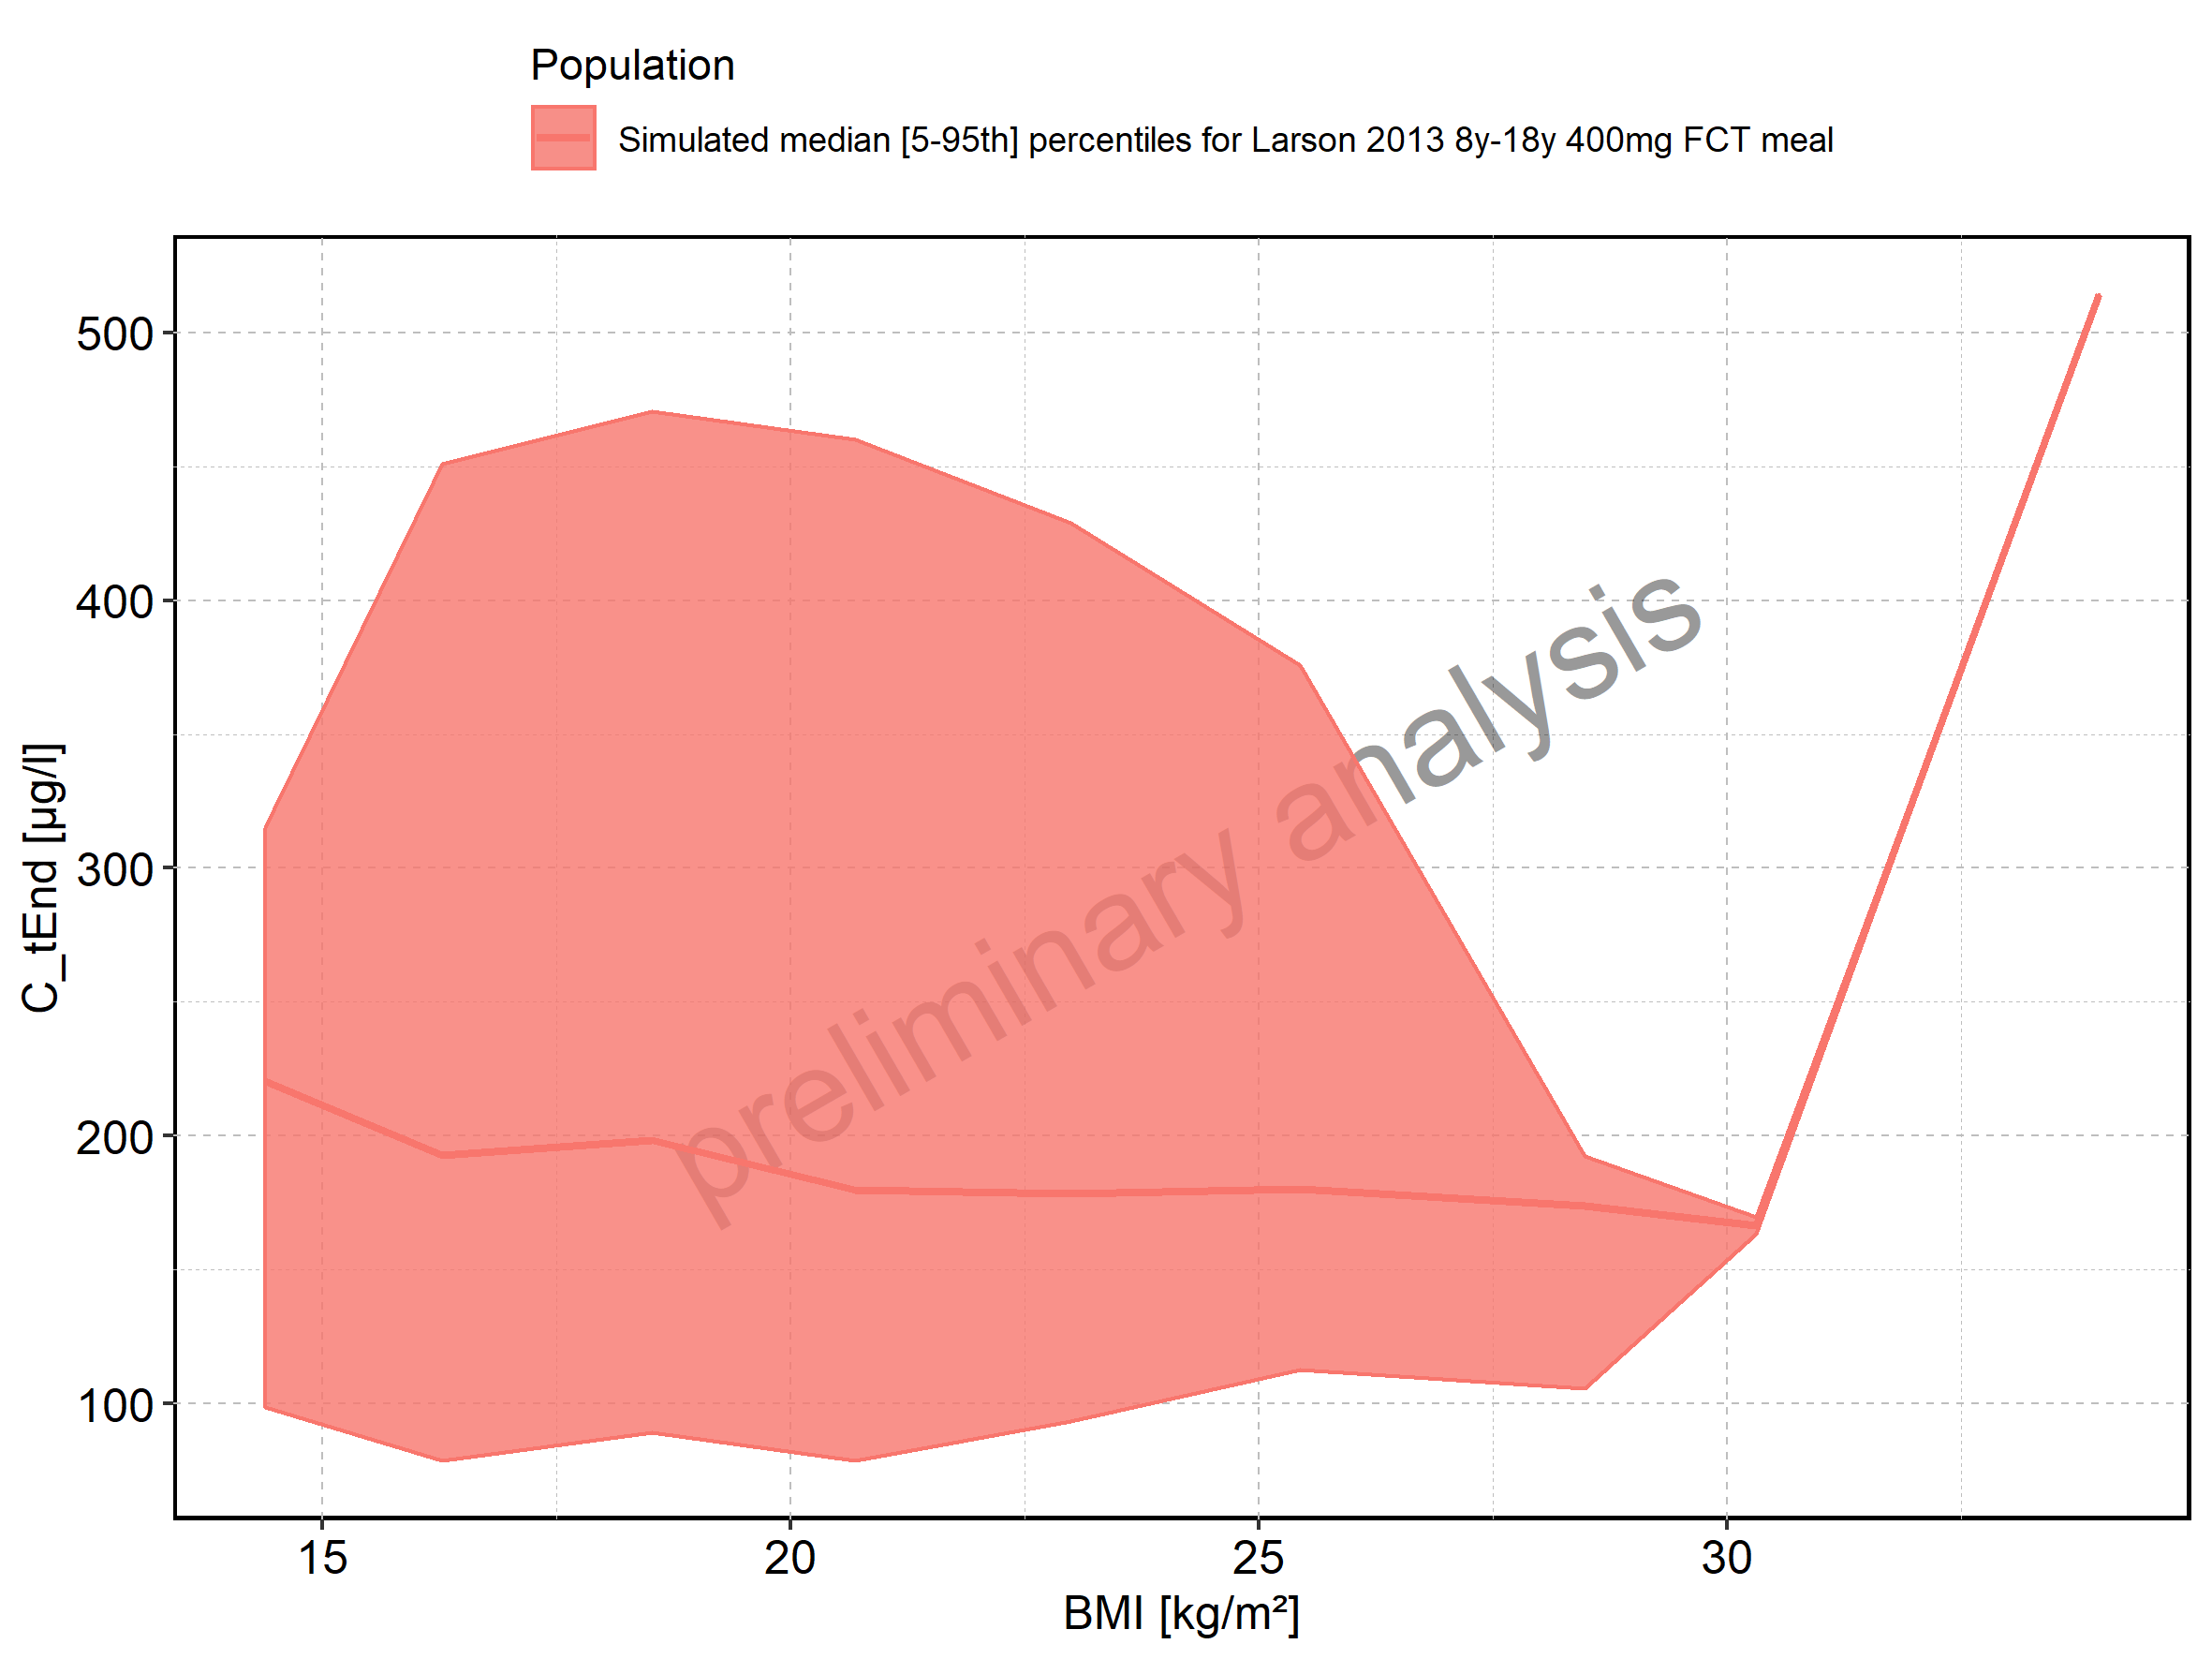 Population
Simulated median [5-95th] percentiles for Larson 2013 8y-18y 400mg FCT meal
500
400
300
200
100
C_tEnd [µg/l]
preliminary analysis
15 20 25 30
BMI [kg/m²]